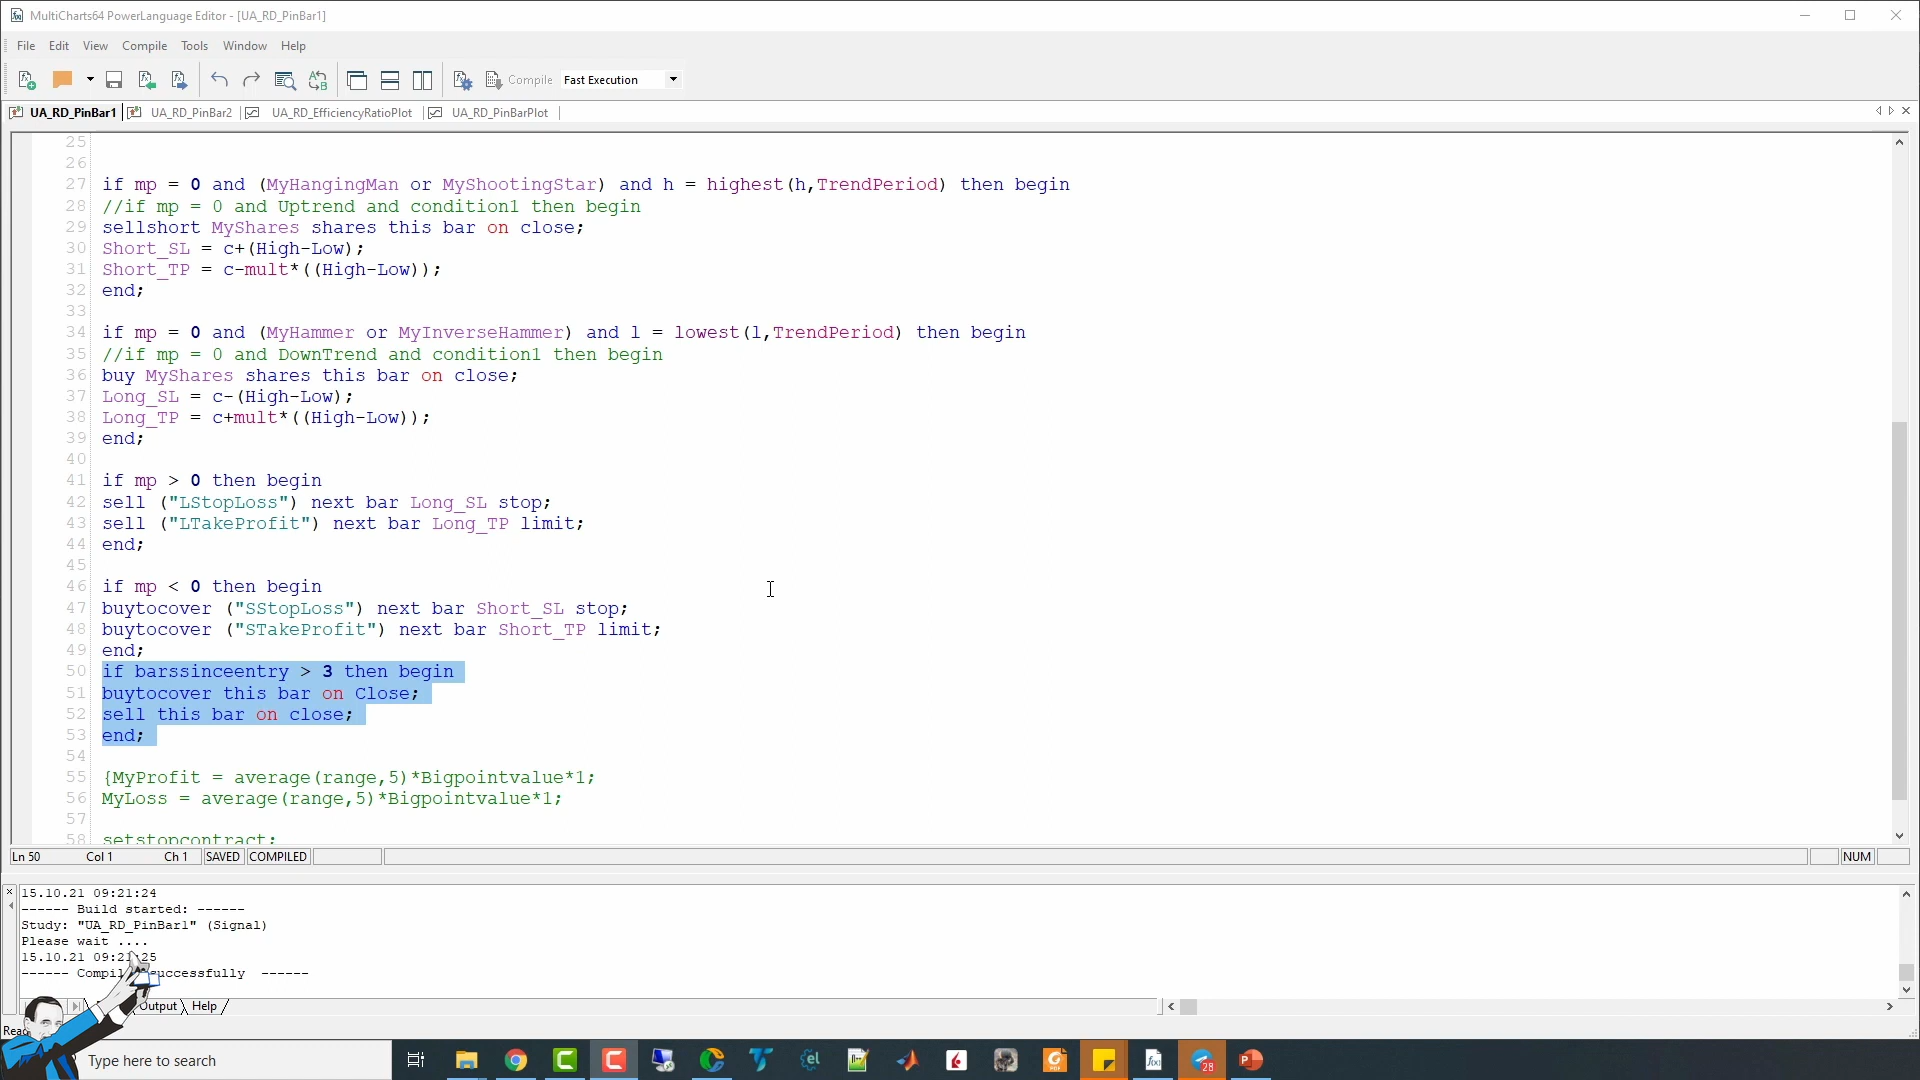 MultiCharts64 PowerLanguage Editor - [UA_RD_PinBar1]
File Edit View Compile Tools Window Help
Compile Fast Execution
UA_RD_PinBar1 UA_RD_PinBar2 UA_RD_EfficiencyRatioPlot UA_RD_PinBarPlot
25
26
27 if mp = 0 and (MyHangingMan or MyShootingStar) and h = highest(h,TrendPeriod) then begin
28 //if mp = 0 and Uptrend and condition1 then begin
29 sellshort MyShares shares this bar on close;
30 Short_SL = c+(High-Low);
31 Short_TP = c-mult*((High-Low));
32 end;
33
34 if mp = 0 and (MyHammer or MyInverseHammer) and l = lowest(l,TrendPeriod) then begin
35 //if mp = 0 and DownTrend and condition1 then begin
36 buy MyShares shares this bar on close;
37 Long_SL = c-(High-Low);
38 Long_TP = c+mult*((High-Low));
39 end;
40
41 if mp > 0 then begin
42 sell ("LStopLoss") next bar Long_SL stop;
43 sell ("LTakeProfit") next bar Long_TP limit;
44 end;
45
46 if mp < 0 then begin
47 buytocover ("SStopLoss") next bar Short_SL stop;
48 buytocover ("STakeProfit") next bar Short_TP limit;
49 end;
50 if barssinceentry > 3 then begin
51 buytocover this bar on Close;
52 sell this bar on close;
53 end;
54
55 {MyProfit = average(range,5)*Bigpointvalue*1;
56 MyLoss = average(range,5)*Bigpointvalue*1;
57
58 setstopcontract;
Ln 50 Col 1 Ch 1 SAVED COMPILED NUM
15.10.21 09:21:24
------ Build started: ------
Study: "UA_RD_PinBar1" (Signal)
Please wait ....
15.10.21 09:21:25
------ successfully ------
Output Help
Type here to search
28